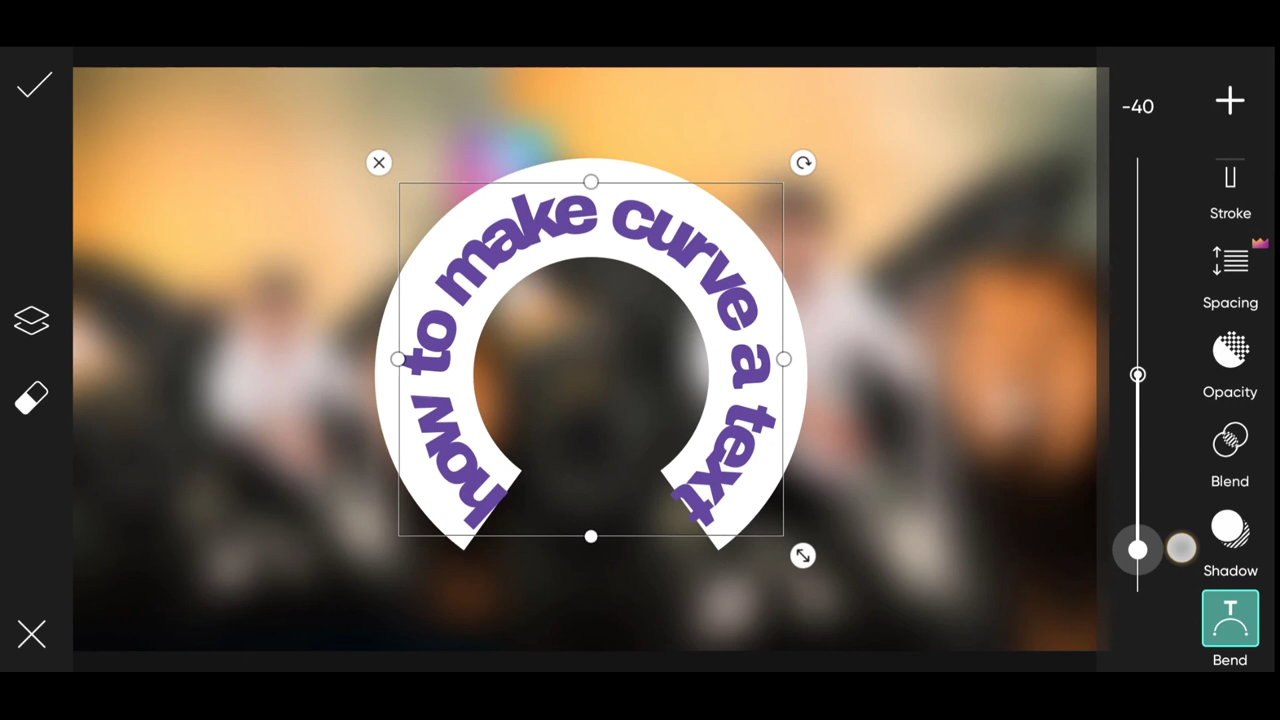 -40
how to make curve a text
Stroke
Spacing
Opacity
Blend
Shadow
T
Bend